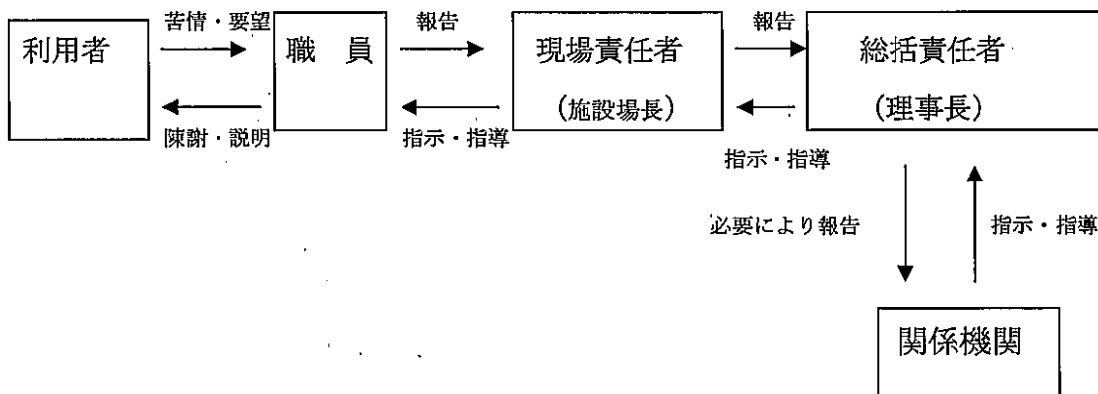 苦情・要望
報告
報告
利用者
職 員
現場責任者
総括責任者
(施設場長)
(理事長)
陳謝・説明
指示・指導
指示・指導
必要により報告
指示・指導
関係機関